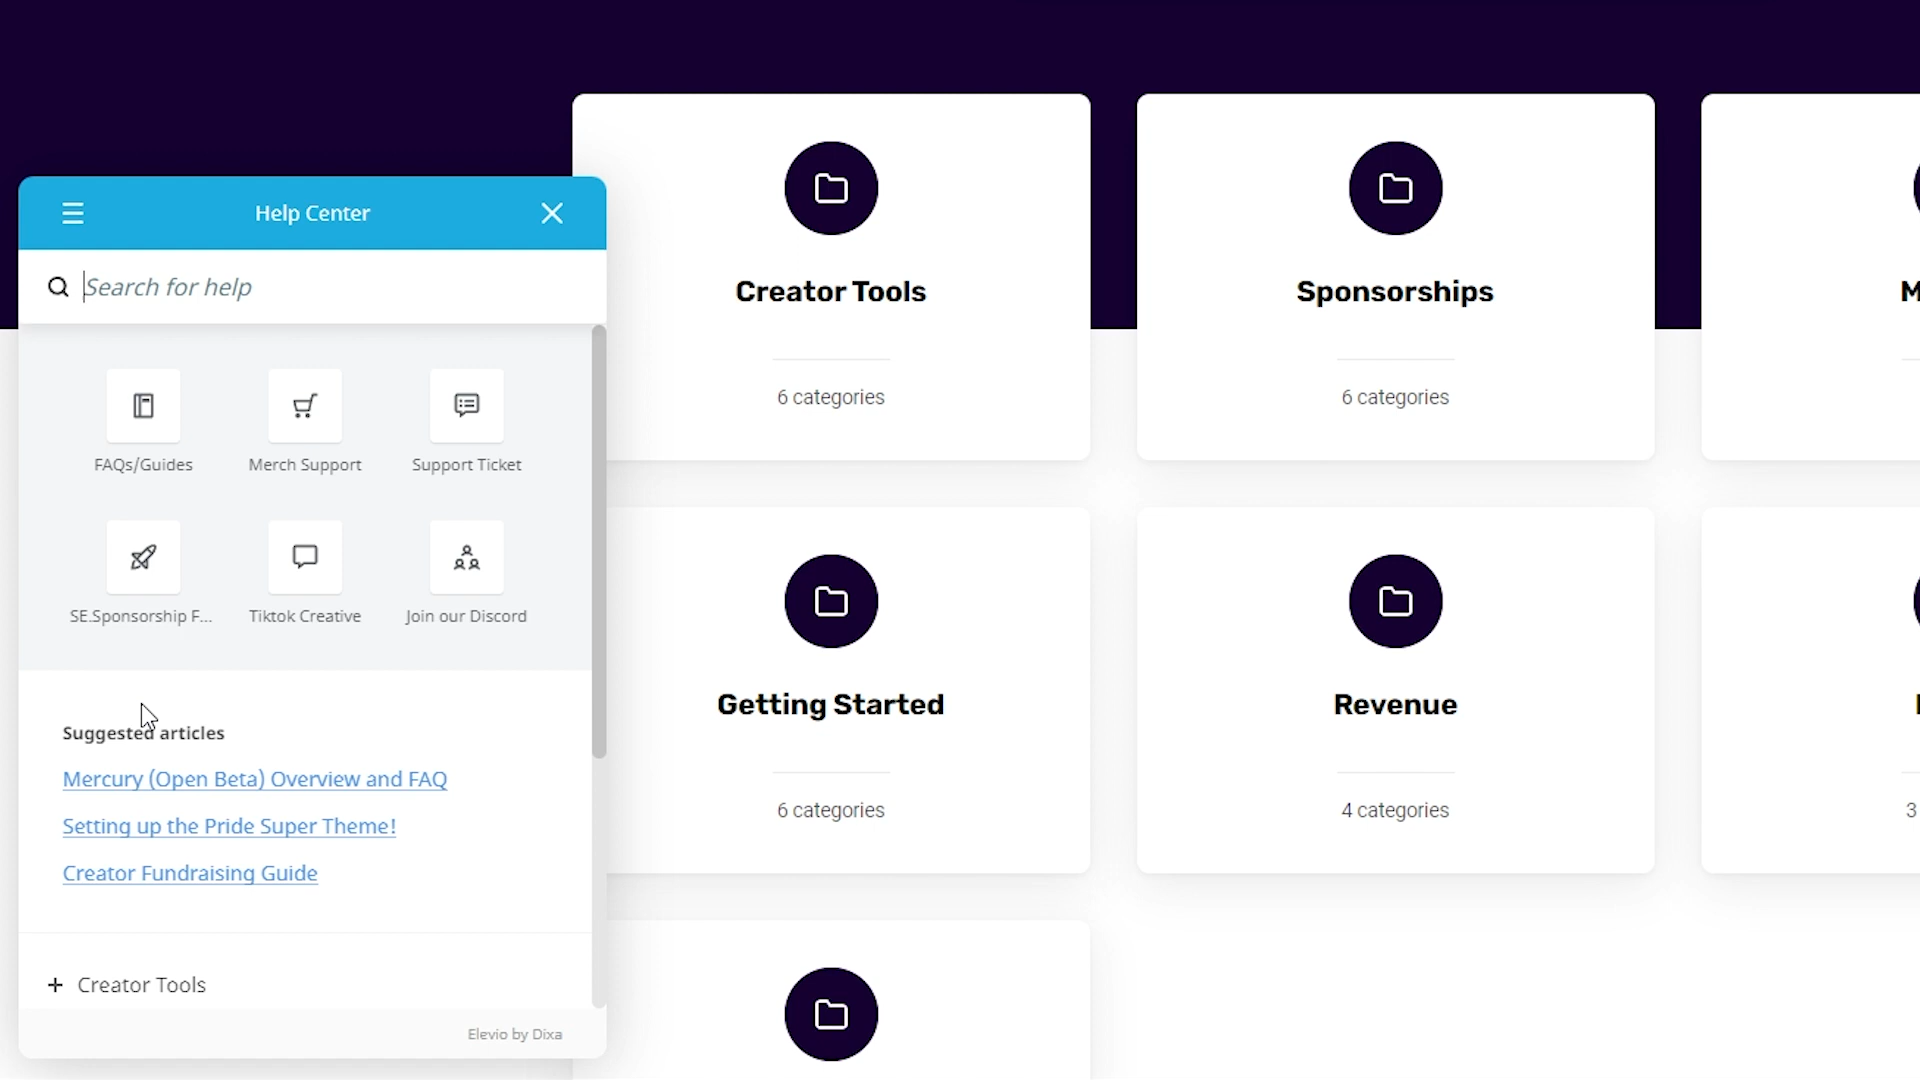 Help Center
Search for help
FAQs/Guides
Merch Support
Support Ticket
SE.Sponsorship F...
Tiktok Creative
Join our Discord
Suggested articles
Mercury (Open Beta) Overview and FAQ
Setting up the Pride Super Theme!
Creator Fundraising Guide
+ Creator Tools
Elevio by Dixa
Creator Tools
6 categories
Sponsorships
6 categories
M
Getting Started
6 categories
Revenue
4 categories
3